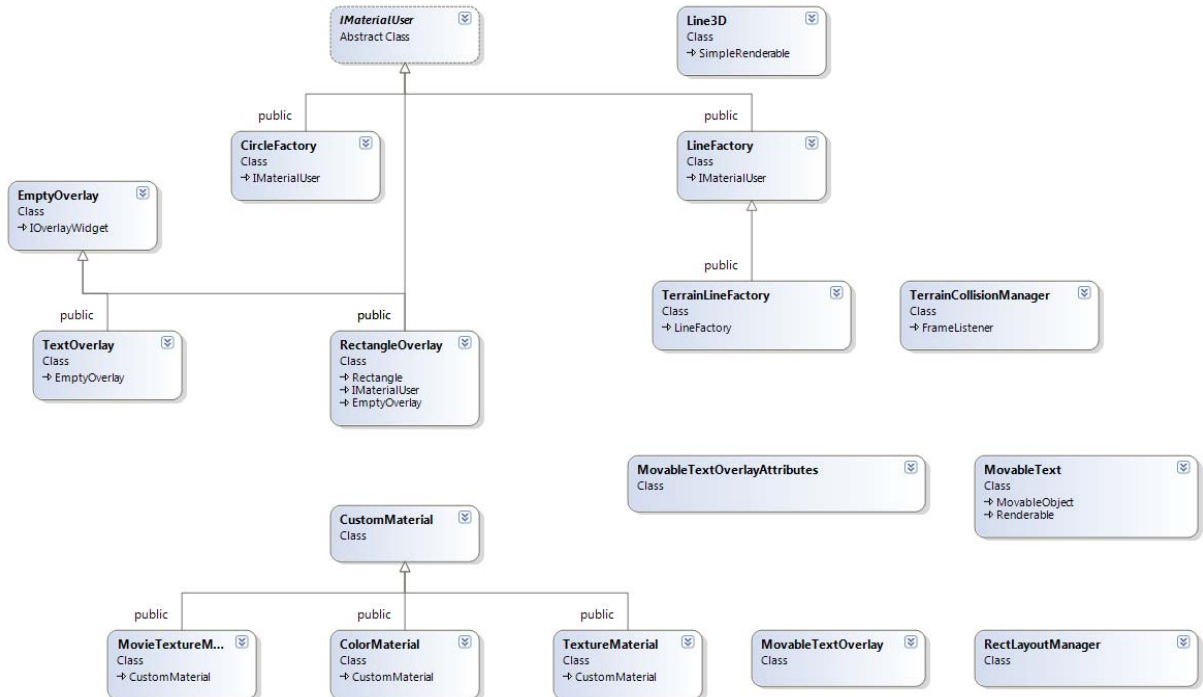 IMaterialUser
Abstract Class
Line3D
Class
SimpleRenderable
public
public
CircleFactory
Class
IMaterialUser
LineFactory
Class
IMaterialUser
EmptyOverlay
Class
IOverlayWidget
public
TerrainLineFactory
Class
LineFactory
TerrainCollisionManager
Class
FrameListener
public
public
TextOverlay
Class
EmptyOverlay
RectangleOverlay
Class
Rectangle
IMaterialUser
EmptyOverlay
MovableTextOverlayAttributes
Class
MovableText
Class
MovableObject
Renderable
CustomMaterial
Class
public
public
public
MovieTextureM...
Class
CustomMaterial
ColorMaterial
Class
CustomMaterial
TextureMaterial
Class
CustomMaterial
MovableTextOverlay
Class
RectLayoutManager
Class